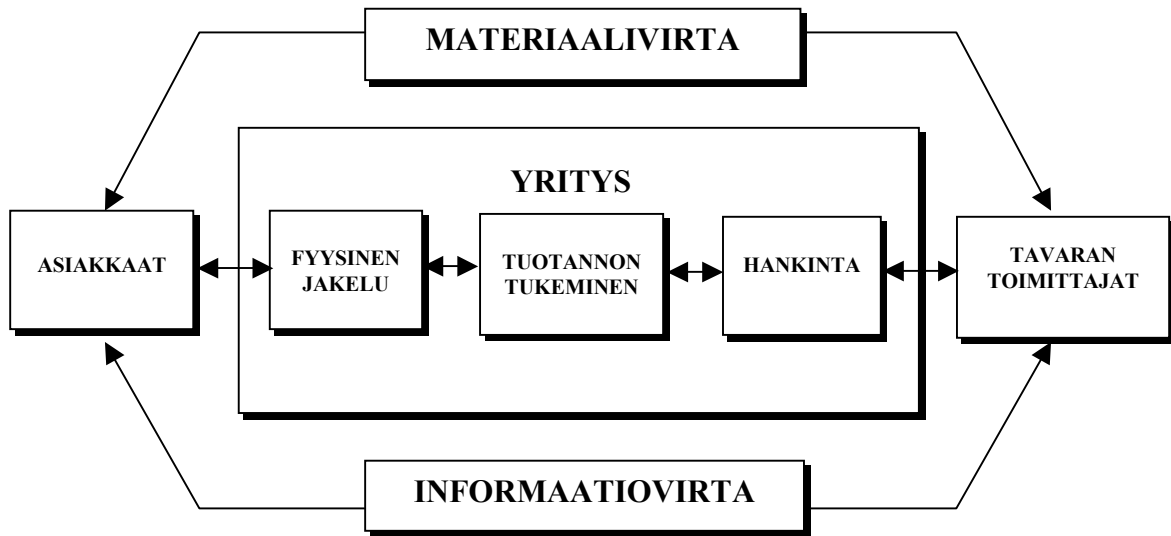 MATERIAALIVIRTA
YRITYS
ASIAKKAAT
FYYSINEN
JAKELU
TUOTANNON
TUKEMINEN
HANKINTA
TAVARAN
TOIMITTAJAT
INFORMAATIOVIRTA